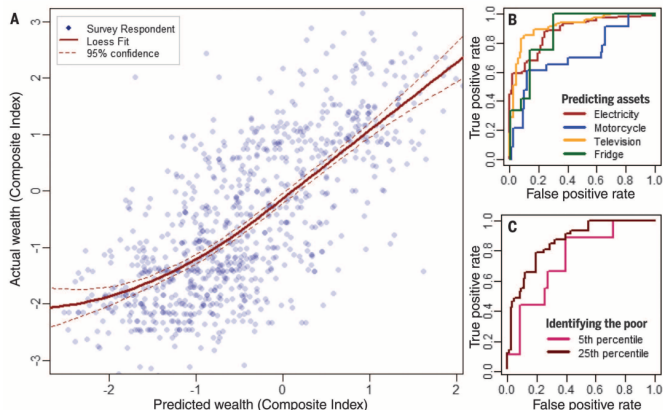 A
Survey Respondent
Loess Fit
95% confidence
Actual wealth (Composite Index)
3
2
1
0
-1
-2
-3
-2
-1
0
1
2
Predicted wealth (Composite Index)
B
True positive rate
1.0
0.8
0.6
0.4
0.2
0.0
Predicting assets
Electricity
Motorcycle
Television
Fridge
0.0 0.2 0.4 0.6 0.8 1.0
False positive rate
C
True positive rate
1.0
0.8
0.6
0.4
0.2
0.0
Identifying the poor
5th percentile
25th percentile
0.0 0.2 0.4 0.6 0.8 1.0
False positive rate